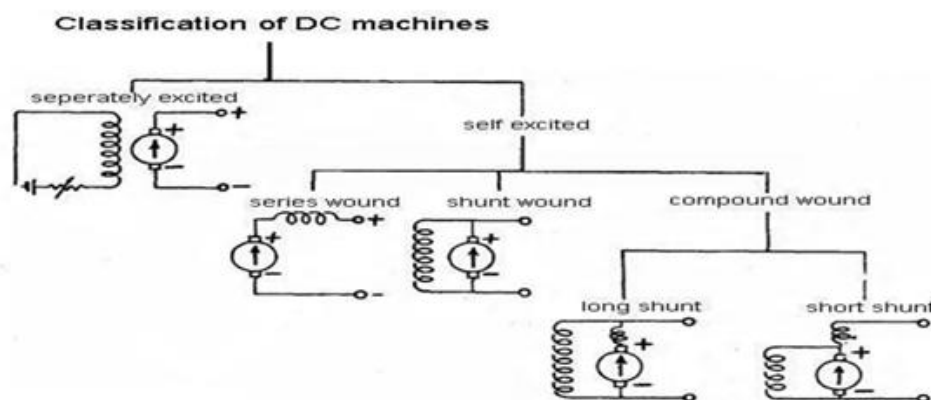 Classification of DC machines
seperately excited
+
+
-
-
self excited
series wound
+
+
-
-
shunt wound
+
-
compound wound
long shunt
+
-
short shunt
+
-